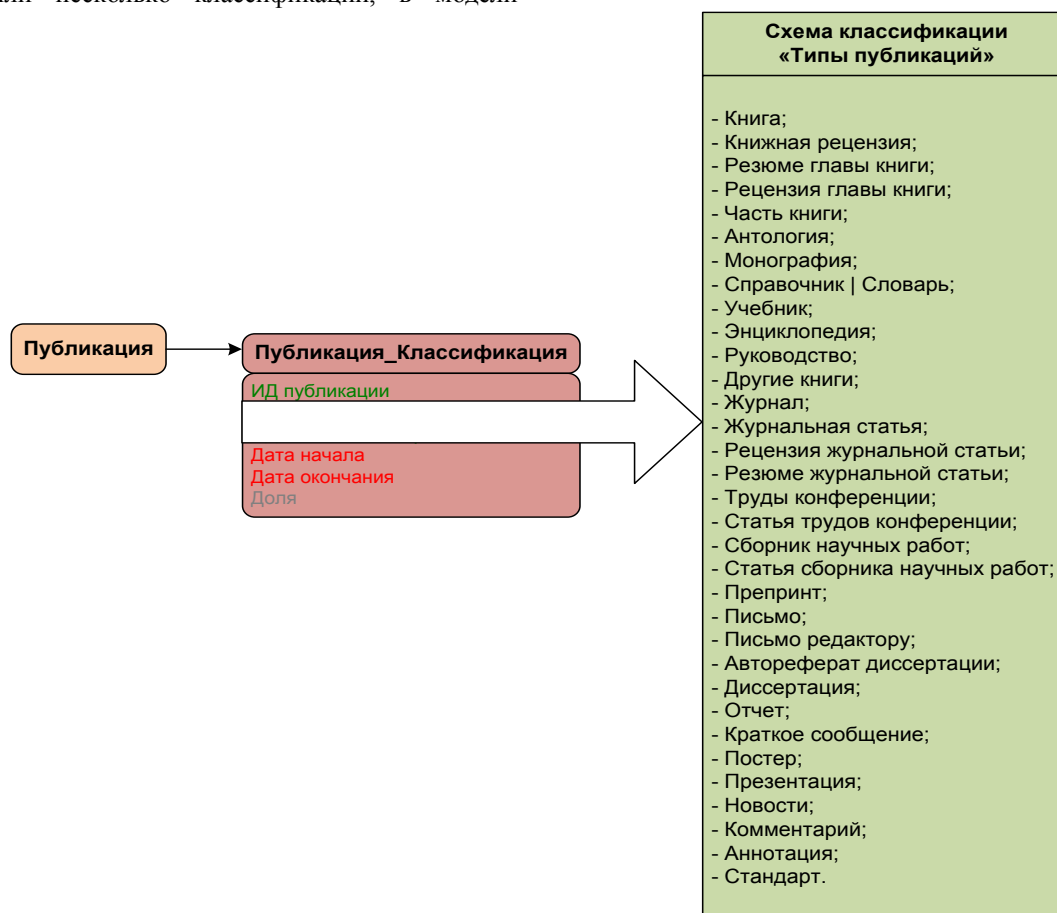 несколько классификаций, в модели
Схема классификации
«Типы публикаций»
- Книга;
- Книжная рецензия;
- Резюме главы книги;
- Рецензия главы книги;
- Часть книги;
- Антология;
- Монография;
- Справочник | Словарь;
- Учебник;
- Энциклопедия;
- Руководство;
- Другие книги;
- Журнал;
- Журнальная статья;
- Рецензия журнальной статьи;
- Резюме журнальной статьи;
- Труды конференции;
- Статья трудов конференции;
- Сборник научных работ;
- Статья сборника научных работ;
- Препринт;
- Письмо;
- Письмо редактору;
- Автореферат диссертации;
- Диссертация;
- Отчет;
- Краткое сообщение;
- Постер;
- Презентация;
- Новости;
- Комментарий;
- Аннотация;
- Стандарт.
Публикация
Публикация_Классификация
ИД публикации
Дата начала
Дата окончания
Доля